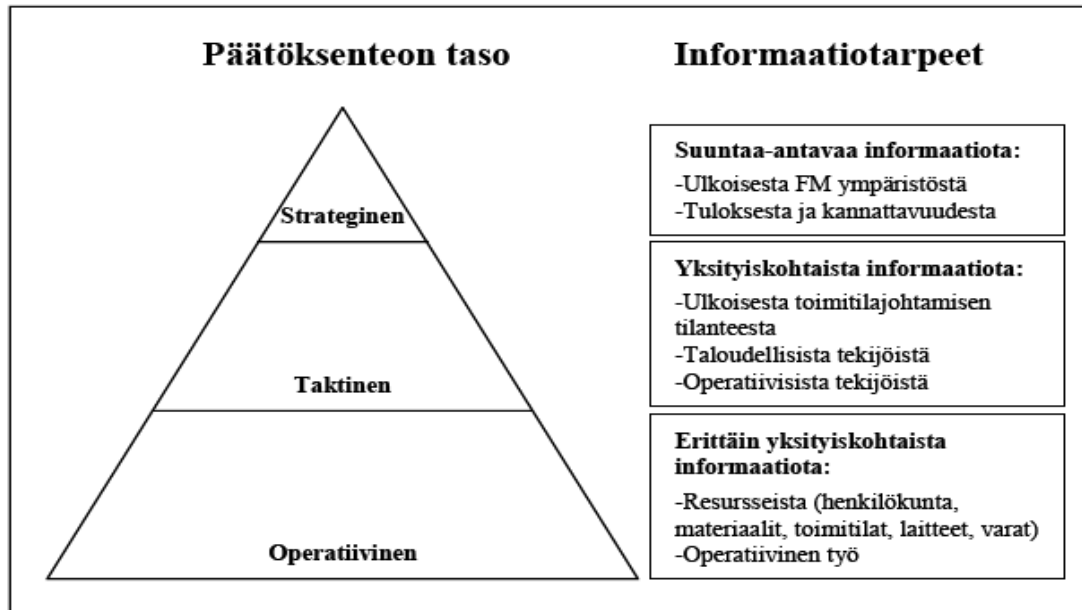 Päätöksenteon taso
Informaatiotarpeet
Strateginen
Suuntaa-antavaa informaatiota:
-Ulkoisesta FM ympäristöstä
-Tuloksesta ja kannattavuudesta
Taktinen
Yksityiskohtaista informaatiota:
-Ulkoisesta toimitilajohtamisen
tilanteesta
-Taloudellisista tekijöistä
-Operatiivisista tekijöistä
Operatiivinen
Erittäin yksityiskohtaista
informaatiota:
-Resursseista (henkilökunta,
materiaalit, toimitilat, laitteet, varat)
-Operatiivinen työ